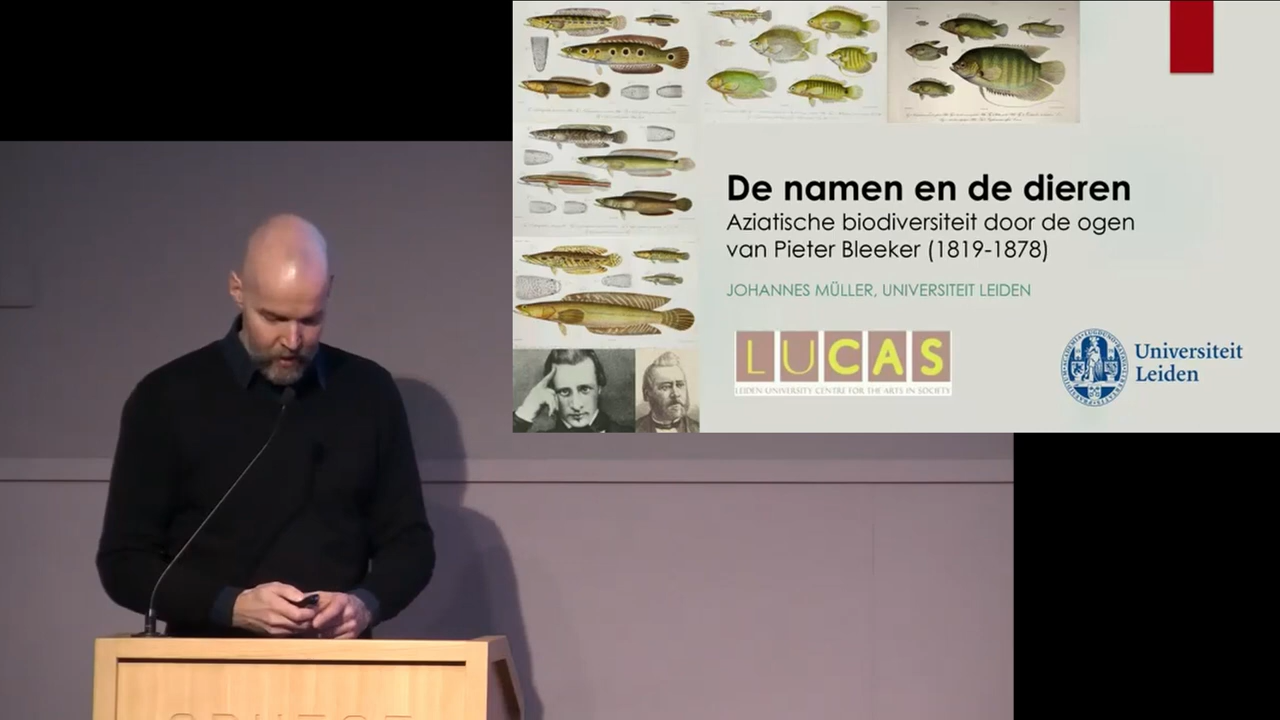 De namen en de dieren
Aziatische biodiversiteit door de ogen
van Pieter Bleeker (1819-1878)
JOHANNES MÜLLER, UNIVERSITEIT LEIDEN
LUCAS
LEIDEN UNIVERSITY CENTRE FOR THE ARTS IN SOCIETY
Universiteit
Leiden